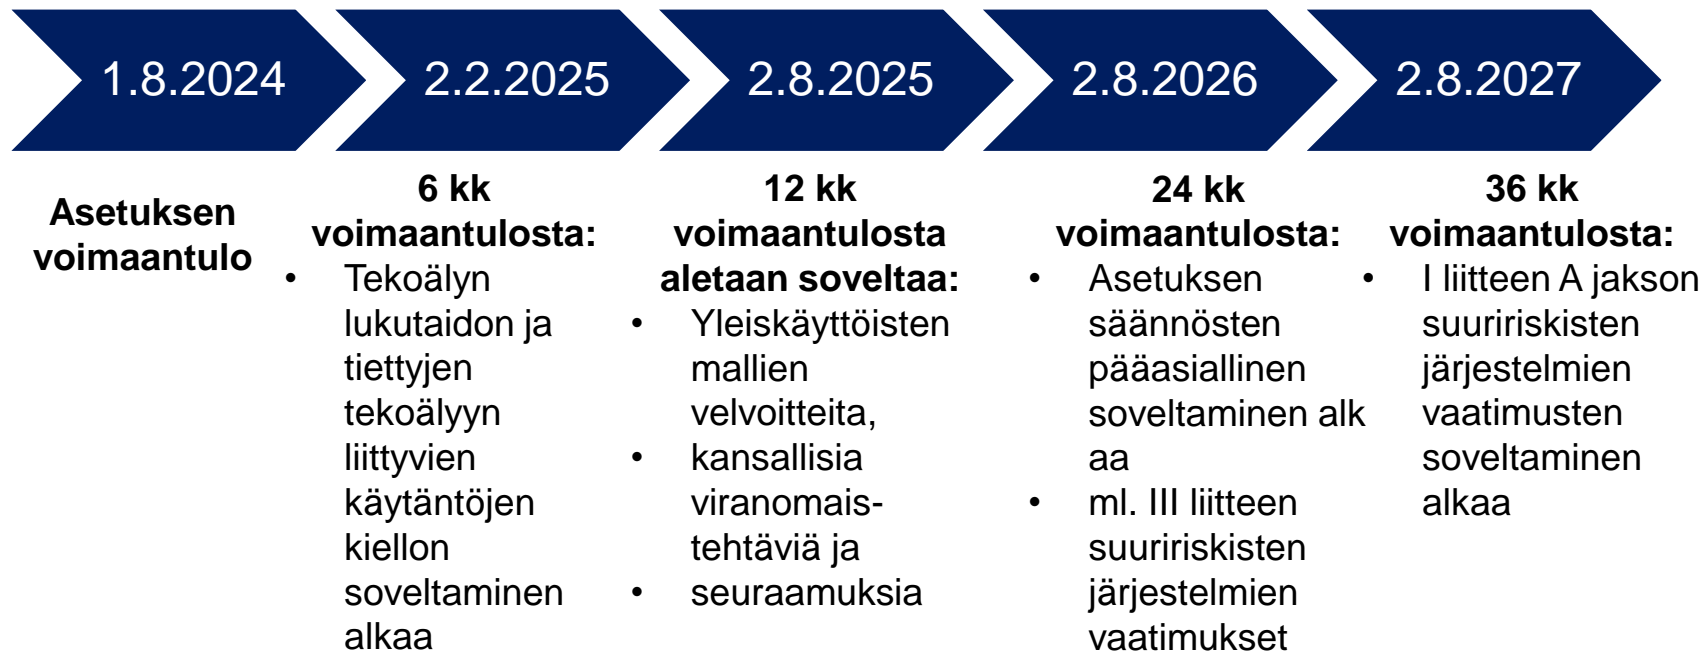 1.8.2024
2.2.2025
2.8.2025
2.8.2026
2.8.2027
Asetuksen
voimaantulo
6 kk
voimaantulosta:
• Tekoälyn
lukutaidon ja
tiettyjen
tekoälyyn
liittyvien
käytäntöjen
kiellon
soveltaminen
alkaa
12 kk
voimaantulosta
aletaan soveltaa:
• Yleiskäyttöisten
mallien
velvoitteita,
• kansallisia
viranomais-
tehtäviä ja
• seuraamuksia
24 kk
voimaantulosta:
• Asetuksen
säännösten
pääasiallinen
soveltaminen alk
aa
• ml. III liitteen
suuririskisten
järjestelmien
vaatimukset
36 kk
voimaantulosta:
• I liitteen A jakson
suuririskisten
järjestelmien
vaatimusten
soveltaminen
alkaa